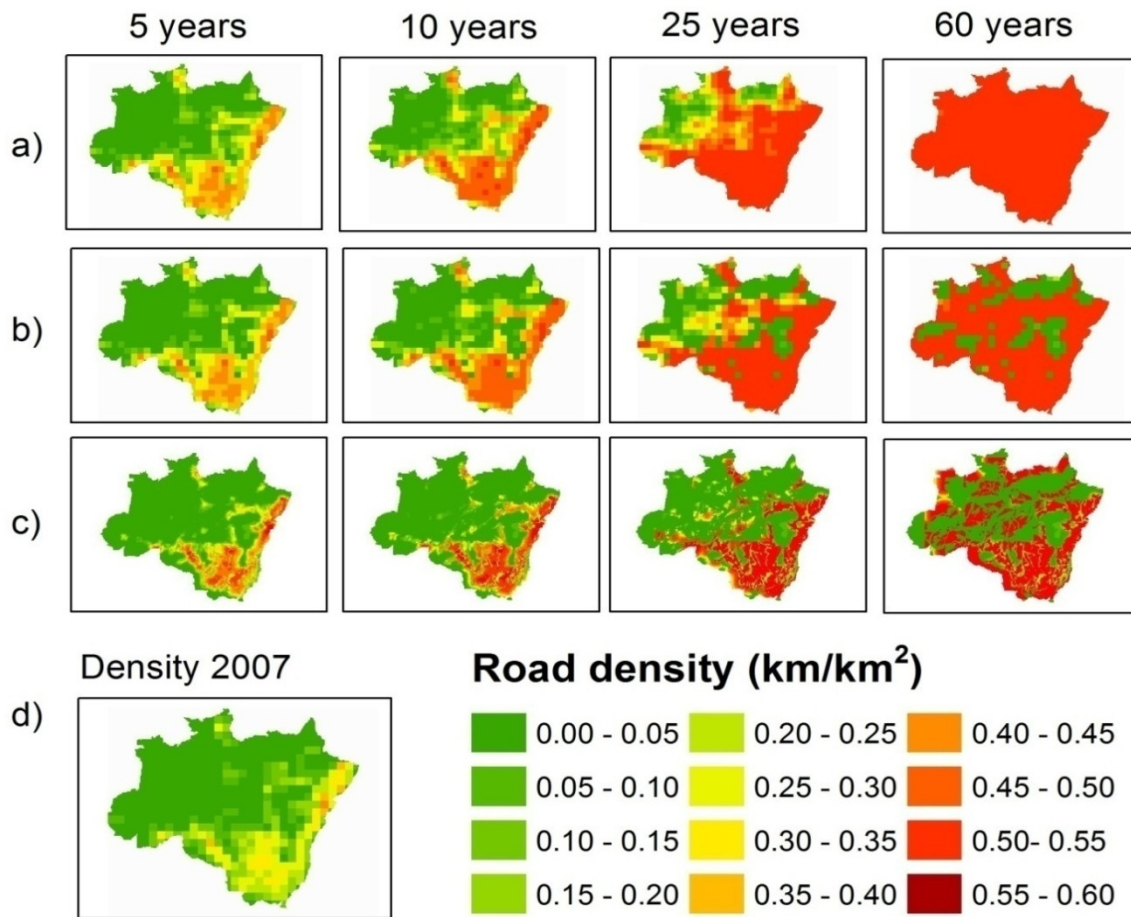 5 years 10 years 25 years 60 years
a)
b)
c)
Density 2007
d)
Road density (km/km²)
0.00 - 0.05 0.20 - 0.25 0.40 - 0.45
0.05 - 0.10 0.25 - 0.30 0.45 - 0.50
0.10 - 0.15 0.30 - 0.35 0.50- 0.55
0.15 - 0.20 0.35 - 0.40 0.55 - 0.60